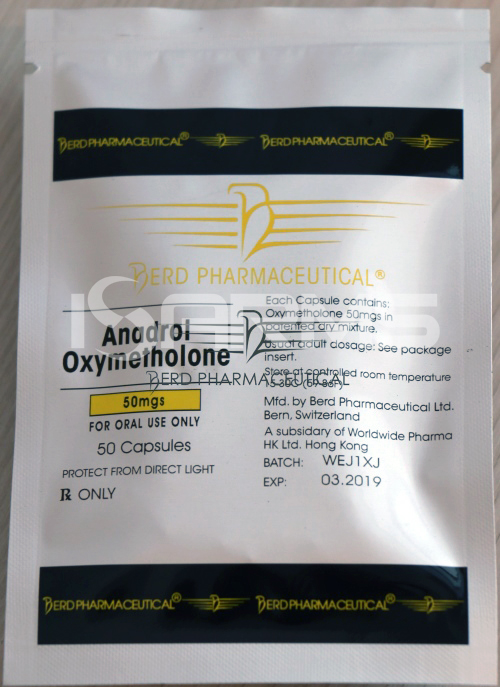 BERD PHARMACEUTICAL® BERD PHARMACEUTICAL®
BERD PHARMACEUTICAL®
Anadrol
Oxymetholone
50mgs
FOR ORAL USE ONLY
50 Capsules
PROTECT FROM DIRECT LIGHT
℞ ONLY
Each Capsule contains:
Oxymetholone 50mgs in
patented dry mixture.
usual adult dosage: See package
insert.
Store at controlled room temperature
BERD PHARMACEUTICAL
Mfd. by Berd Pharmaceutical Ltd.
Bern, Switzerland
A subsidary of Worldwide Pharma
HK Ltd. Hong Kong
BATCH: WEJ1XJ
EXP: 03.2019
BERD PHARMACEUTICAL® BERD PHARMACEUTICAL®